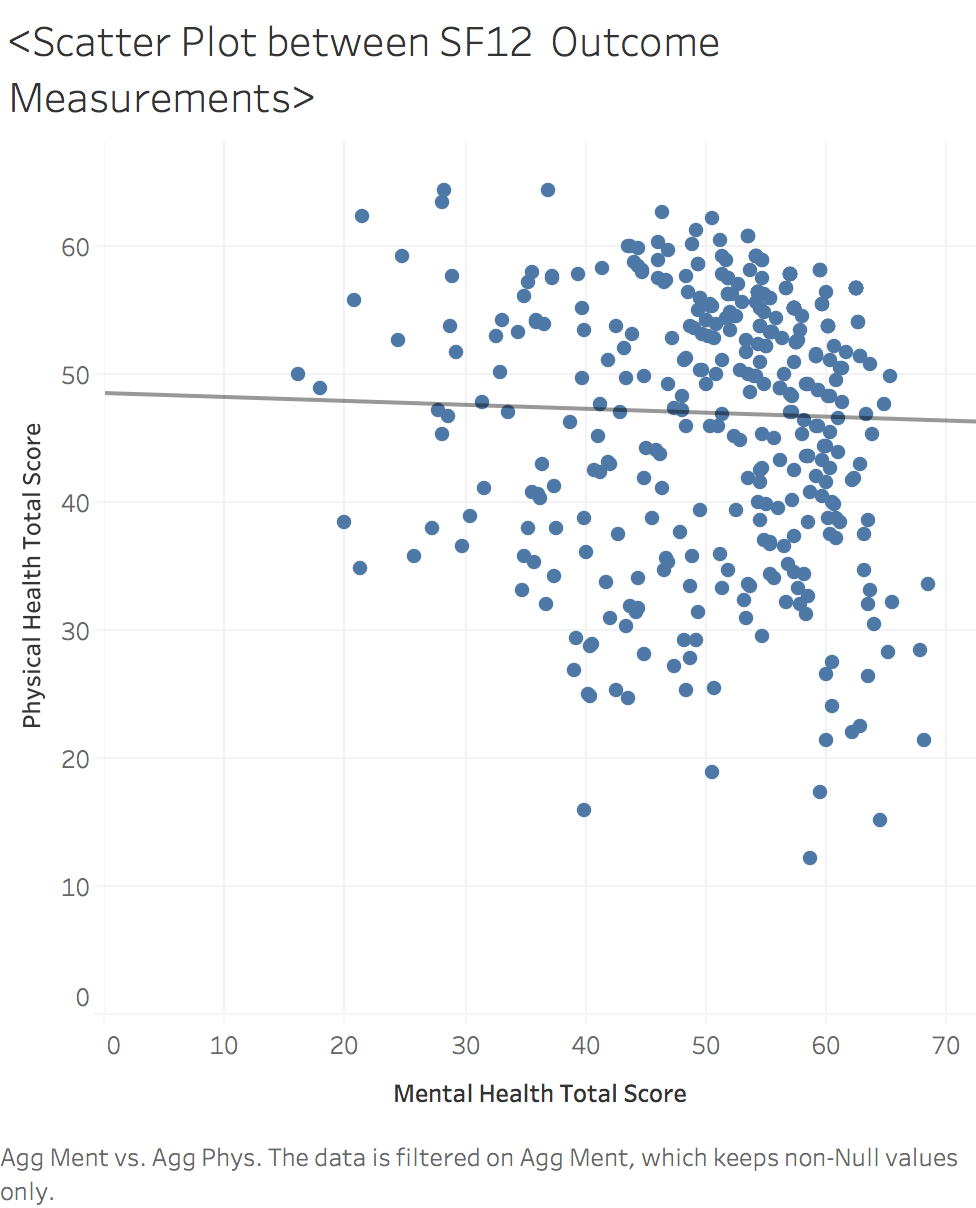 <Scatter Plot between SF12  Outcome
Measurements>
60
50
40
30
20
10
0
Physical Health Total Score
0 10 20 30 40 50 60 70
Mental Health Total Score
Agg Ment vs. Agg Phys. The data is filtered on Agg Ment, which keeps non-Null values
only.